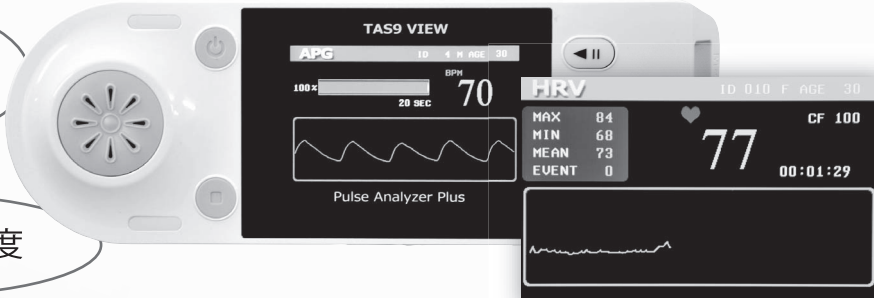 TAS9 VIEW
APG ID 4 M AGE 30
100%
20 SEC
BPM
70
Pulse Analyzer Plus
HRV ID 010 F AGE 30
MAX 84
MIN 68
MEAN 73
EVENT 0
77
CF 100
00:01:29
度